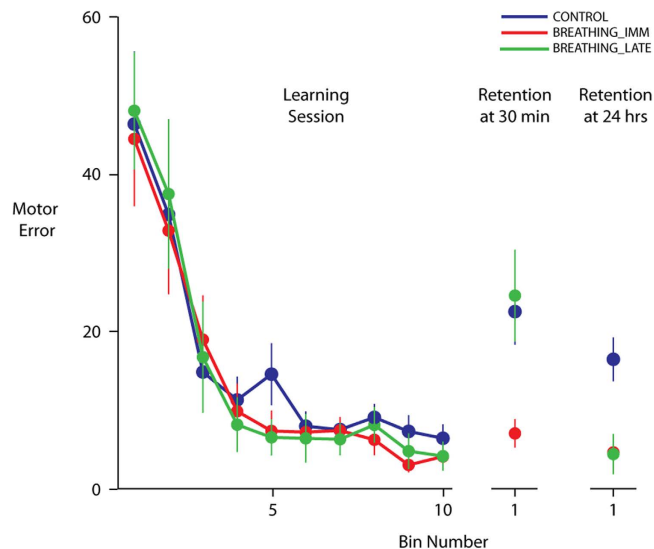 60
CONTROL
BREATHING_IMM
BREATHING_LATE
Learning
Session
Retention
at 30 min
Retention
at 24 hrs
40
Motor
Error
20
0
5
10
1
1
Bin Number